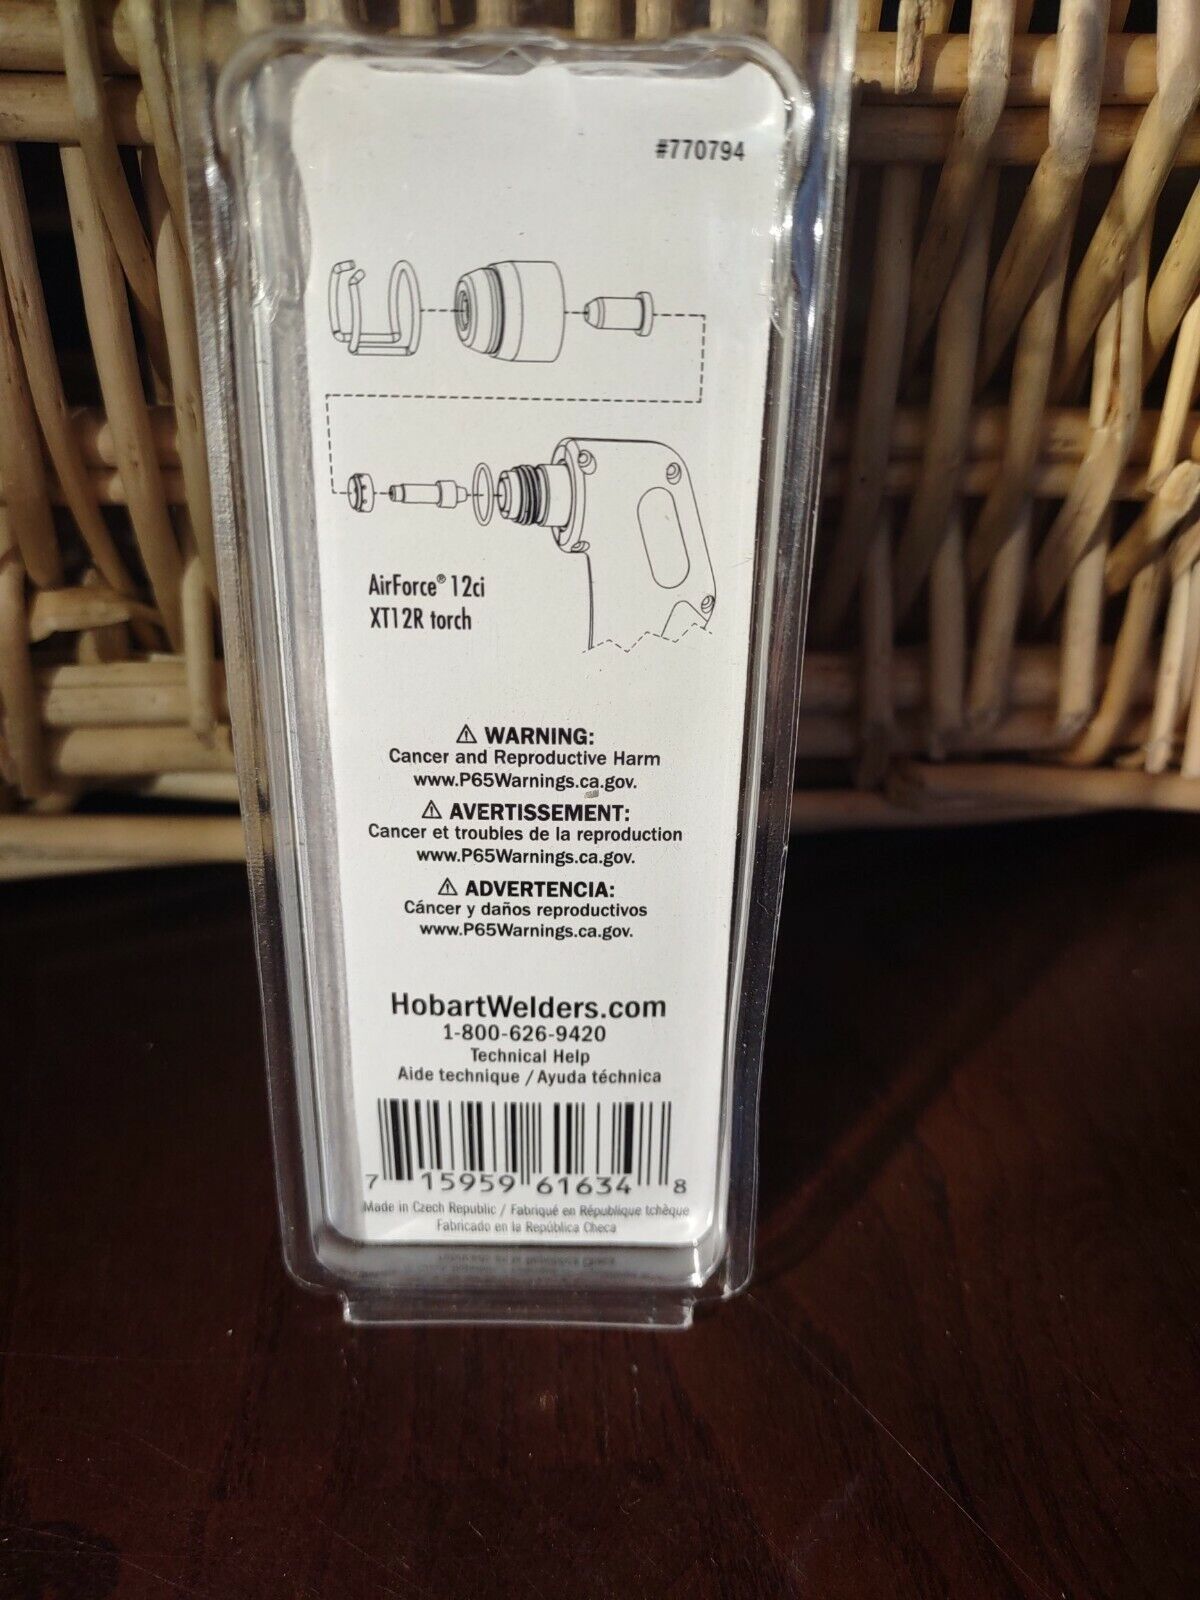 #770794
AirForce® 12ci
XT12R torch
⚠ WARNING:
Cancer and Reproductive Harm
www.P65Warnings.ca.gov.
⚠ AVERTISSEMENT:
Cancer et troubles de la reproduction
www.P65Warnings.ca.gov.
⚠ ADVERTENCIA:
Cáncer y daños reproductivos
www.P65Warnings.ca.gov.
HobartWelders.com
1-800-626-9420
Technical Help
Aide technique / Ayuda téchnica
7 15959 61634 8
Made in Czech Republic / Fabriqué en République tchèque
Fabricado en la República Checa